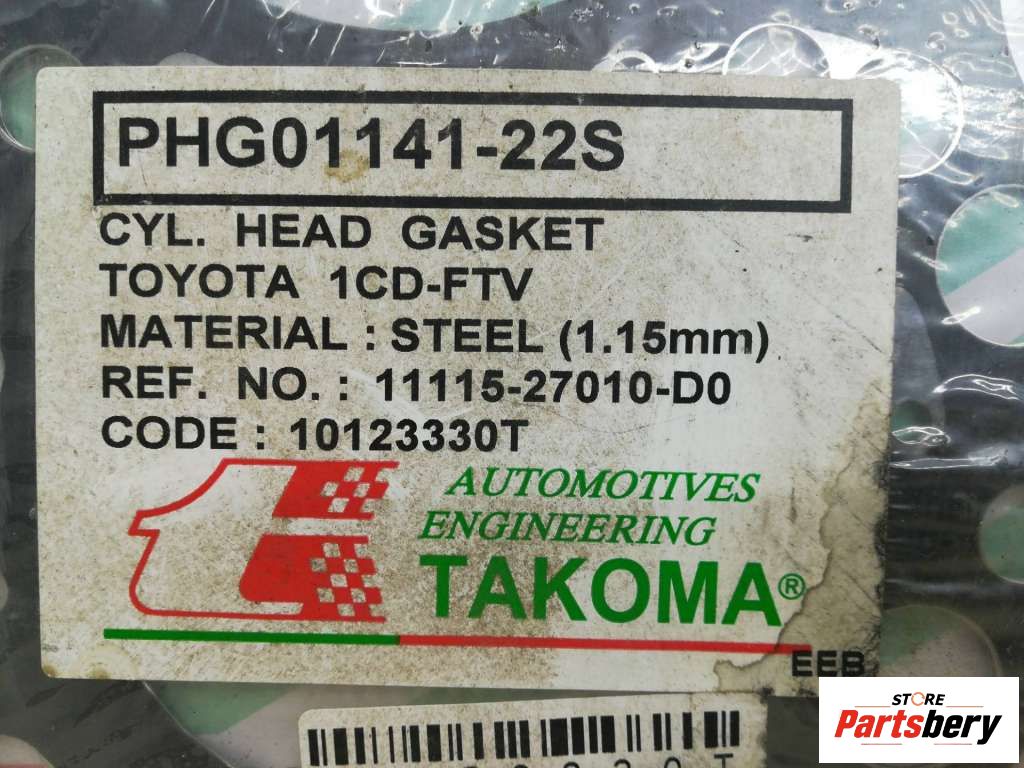 PHG01141-22S
CYL. HEAD GASKET
TOYOTA 1CD-FTV
MATERIAL : STEEL (1.15mm)
REF. NO. : 11115-27010-D0
CODE : 10123330T
AUTOMOTIVES
ENGINEERING
TAKOMA®
EEB
STORE
Partsbery